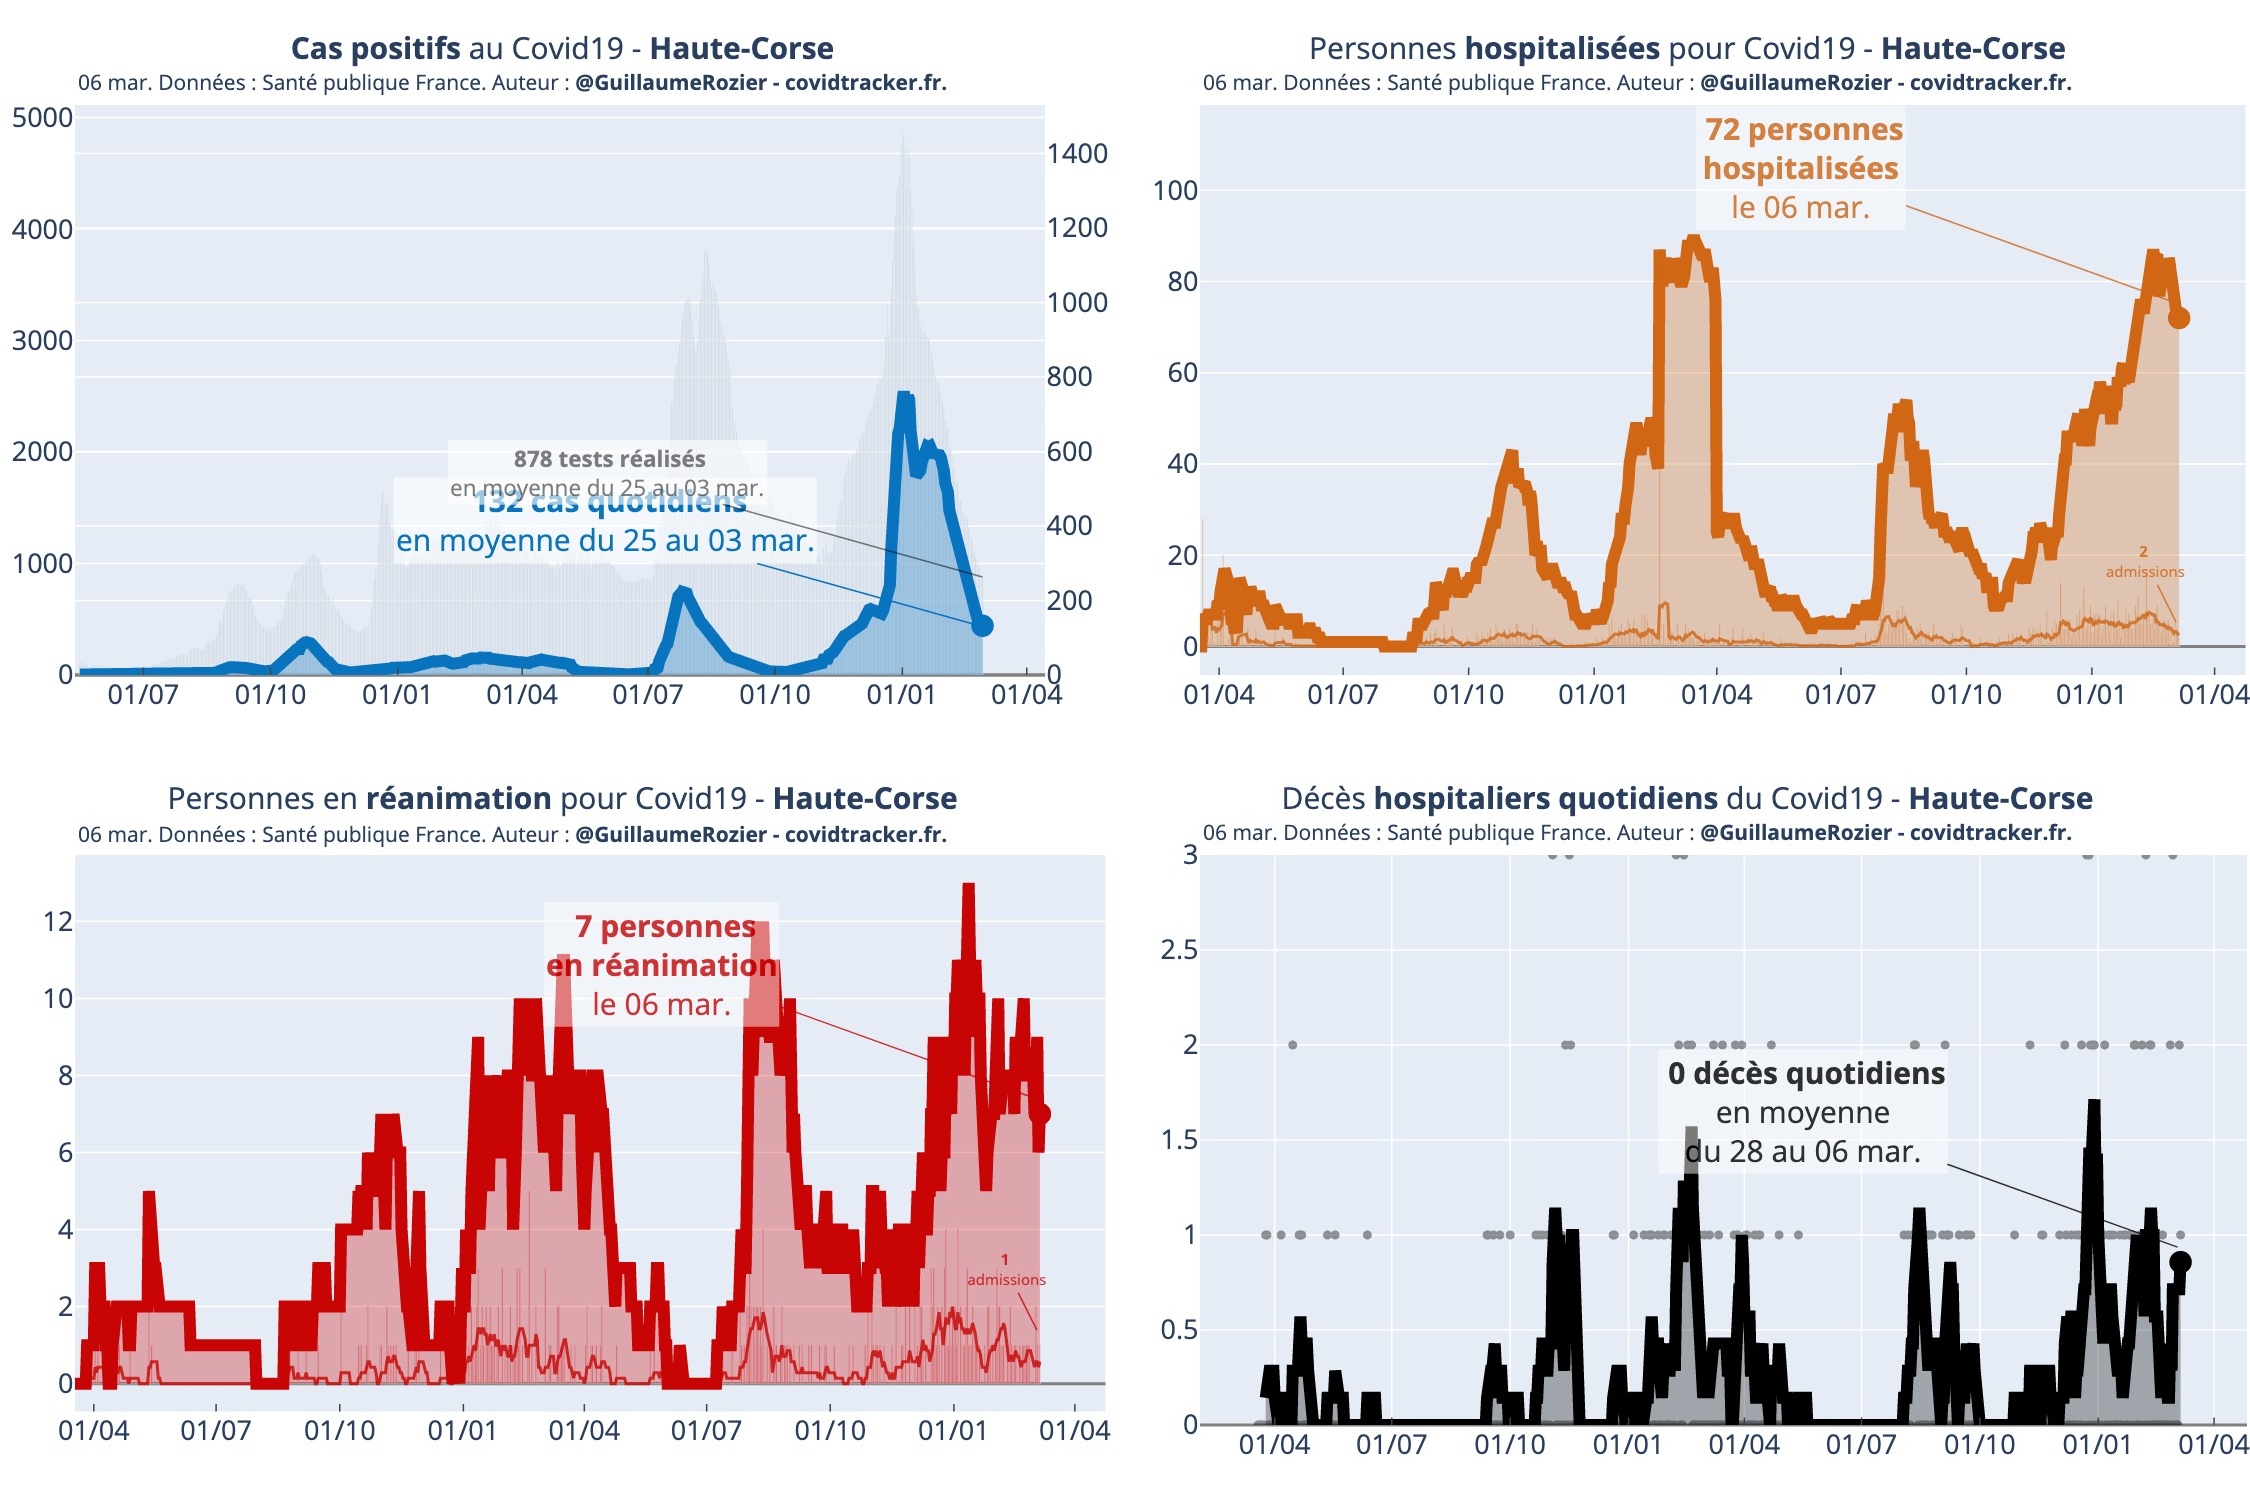 Cas positifs au Covid19 - Haute-Corse
06 mar. Données : Santé publique France. Auteur : @GuillaumeRozier - covidtracker.fr.
5000
4000
3000
2000
1000
0
1400
1200
1000
800
600
400
200
0
878 tests réalisés
en moyenne du 25 au 03 mar.
132 cas quotidiens
en moyenne du 25 au 03 mar.
01/07 01/10 01/01 01/04 01/07 01/10 01/01 01/04
Personnes hospitalisées pour Covid19 - Haute-Corse
06 mar. Données : Santé publique France. Auteur : @GuillaumeRozier - covidtracker.fr.
72 personnes
hospitalisées
le 06 mar.
100
80
60
40
20
0
2
admissions
01/04 01/07 01/10 01/01 01/04 01/07 01/10 01/01 01/04
Personnes en réanimation pour Covid19 - Haute-Corse
06 mar. Données : Santé publique France. Auteur : @GuillaumeRozier - covidtracker.fr.
7 personnes
en réanimation
le 06 mar.
12
10
8
6
4
2
0
1
admissions
01/04 01/07 01/10 01/01 01/04 01/07 01/10 01/01 01/04
Décès hospitaliers quotidiens du Covid19 - Haute-Corse
06 mar. Données : Santé publique France. Auteur : @GuillaumeRozier - covidtracker.fr.
3
2.5
2
1.5
1
0.5
0
0 décès quotidiens
en moyenne
du 28 au 06 mar.
01/04 01/07 01/10 01/01 01/04 01/07 01/10 01/01 01/04